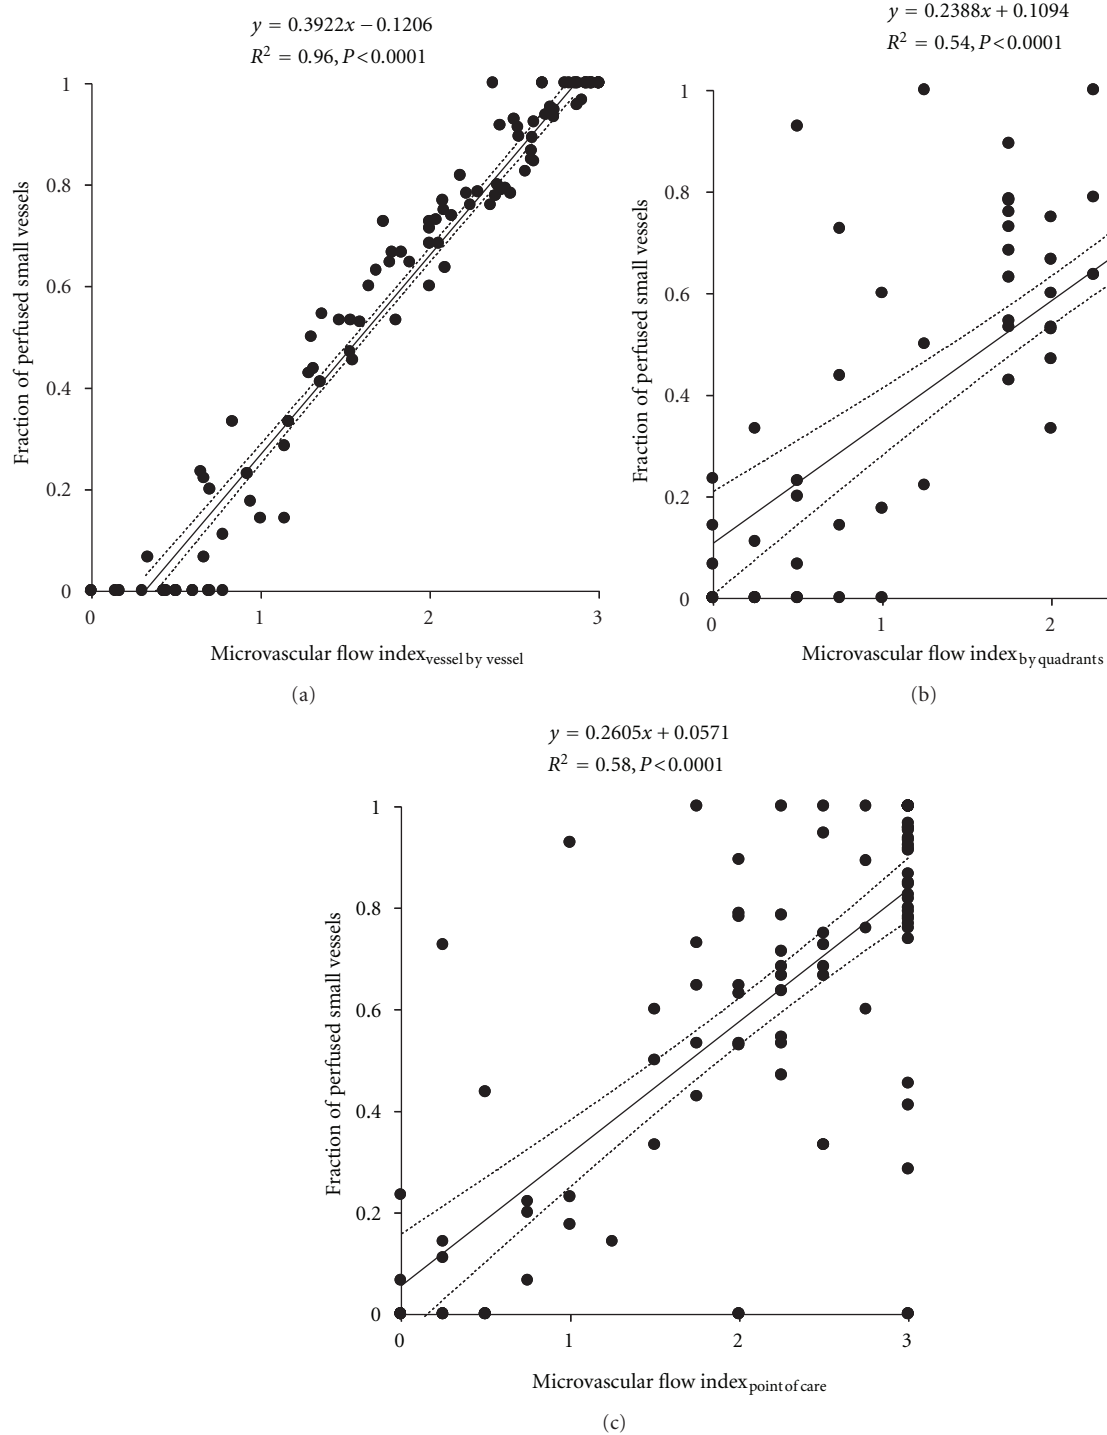 y = 0.3922x − 0.1206
R² = 0.96, P<0.0001
1
0.8
0.6
0.4
0.2
0
Fraction of perfused small vessels
0 1 2 3
Microvascular flow index vessel by vessel
(a)
y = 0.2388x + 0.1094
R² = 0.54, P<0.0001
1
0.8
0.6
0.4
0.2
0
Fraction of perfused small vessels
0 1 2
Microvascular flow index by quadrants
(b)
y = 0.2605x + 0.0571
R² = 0.58, P<0.0001
1
0.8
0.6
0.4
0.2
0
Fraction of perfused small vessels
0 1 2 3
Microvascular flow index point of care
(c)